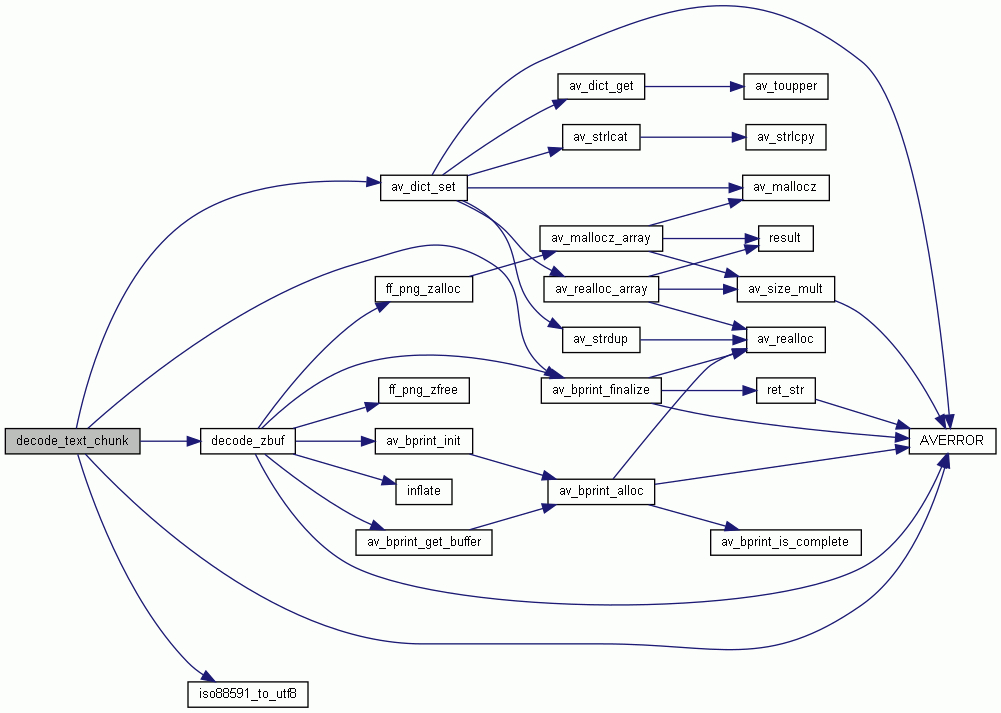 av_dict_get
av_toupper
av_strlcat
av_strlcpy
av_dict_set
av_mallocz
av_mallocz_array
result
ff_png_zalloc
av_realloc_array
av_size_mult
av_strdup
av_realloc
ff_png_zfree
av_bprint_finalize
ret_str
decode_text_chunk
decode_zbuf
av_bprint_init
AVERROR
inflate
av_bprint_alloc
av_bprint_get_buffer
av_bprint_is_complete
iso88591_to_utf8